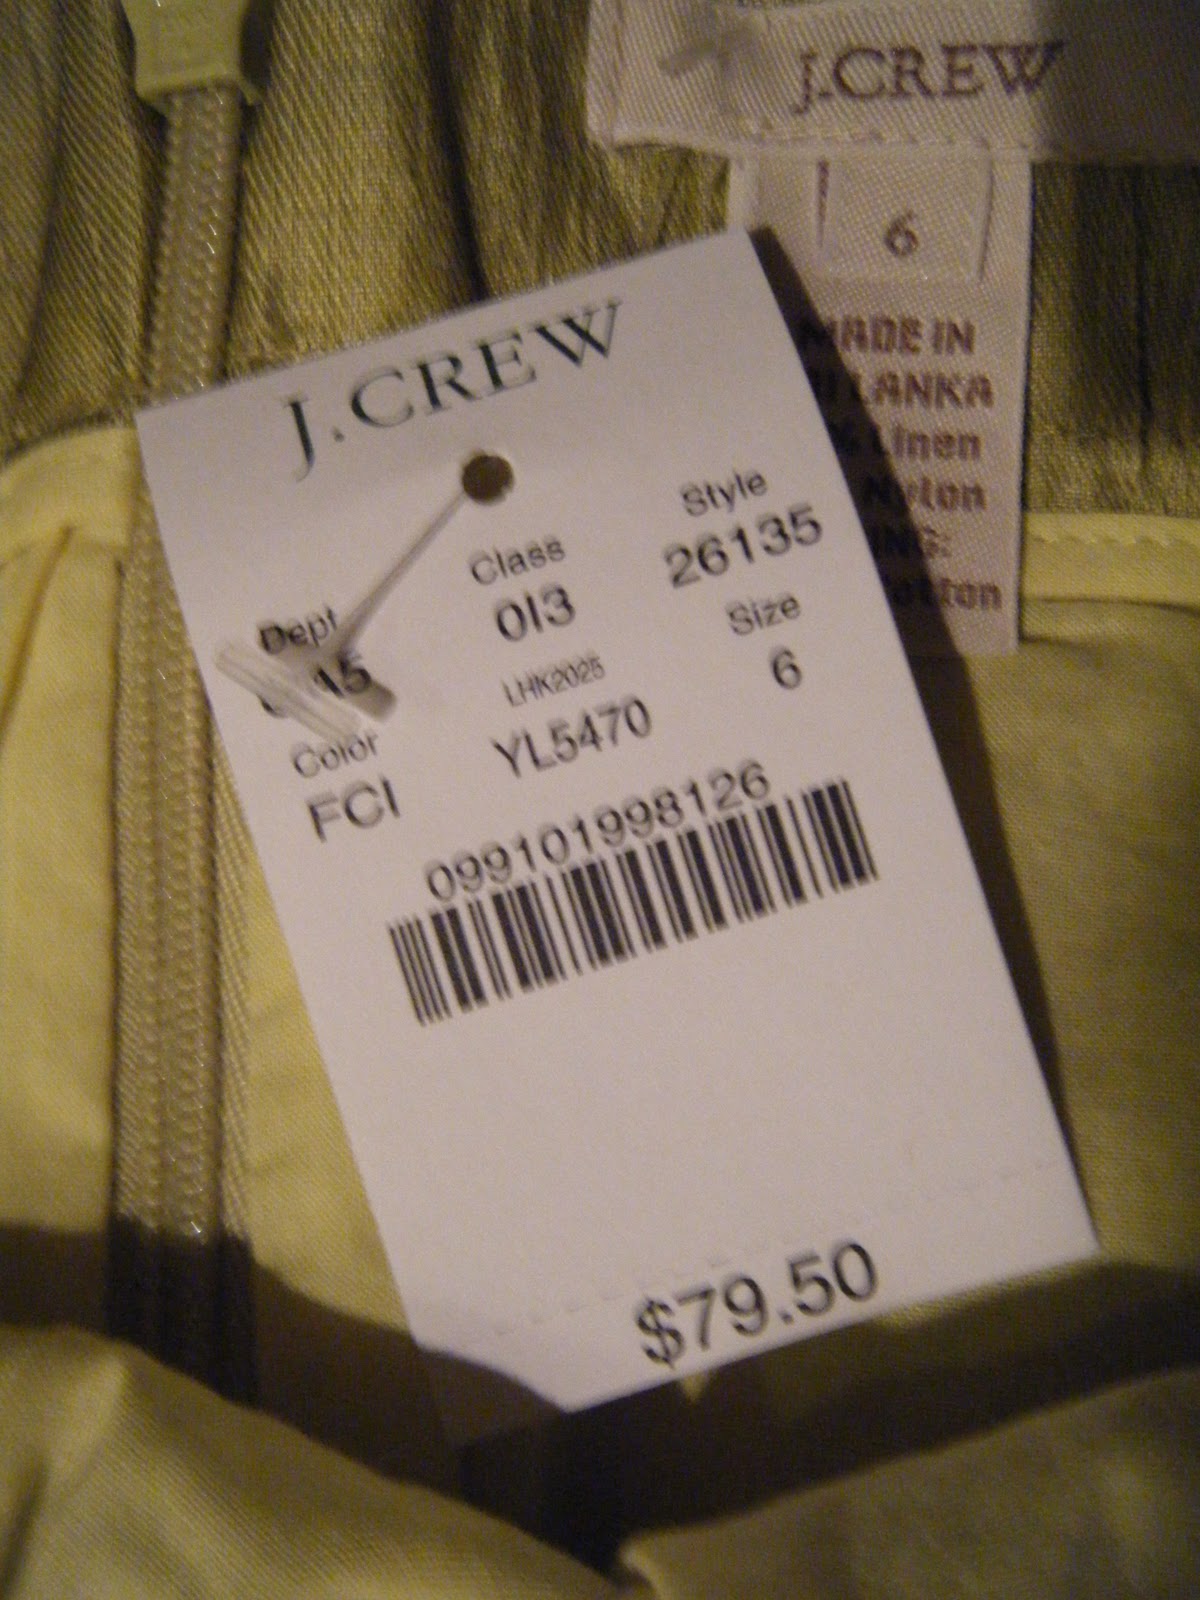 J.CREW
6
MADE IN
LANKA
% Linen
Nylon
J.CREW
Dept Class Style
013 26135
Color LHK2025 Size
FCI YL5470 6
099101998126
$79.50